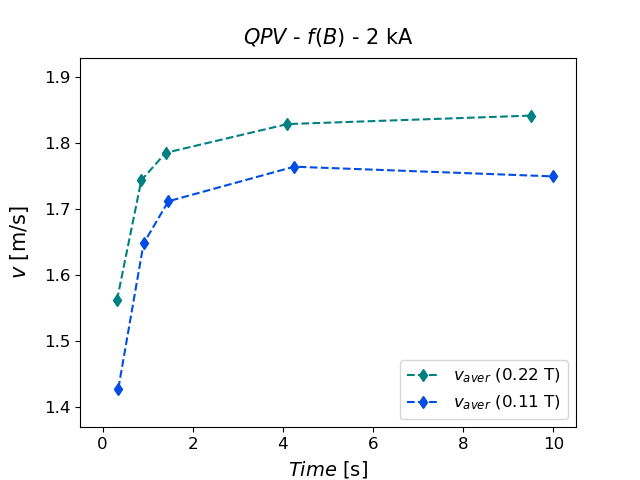 QPV - f(B) - 2 kA
v [m/s]
1.9
1.8
1.7
1.6
1.5
1.4
0 2 4 6 8 10
Time [s]
v_aver (0.22 T)
v_aver (0.11 T)